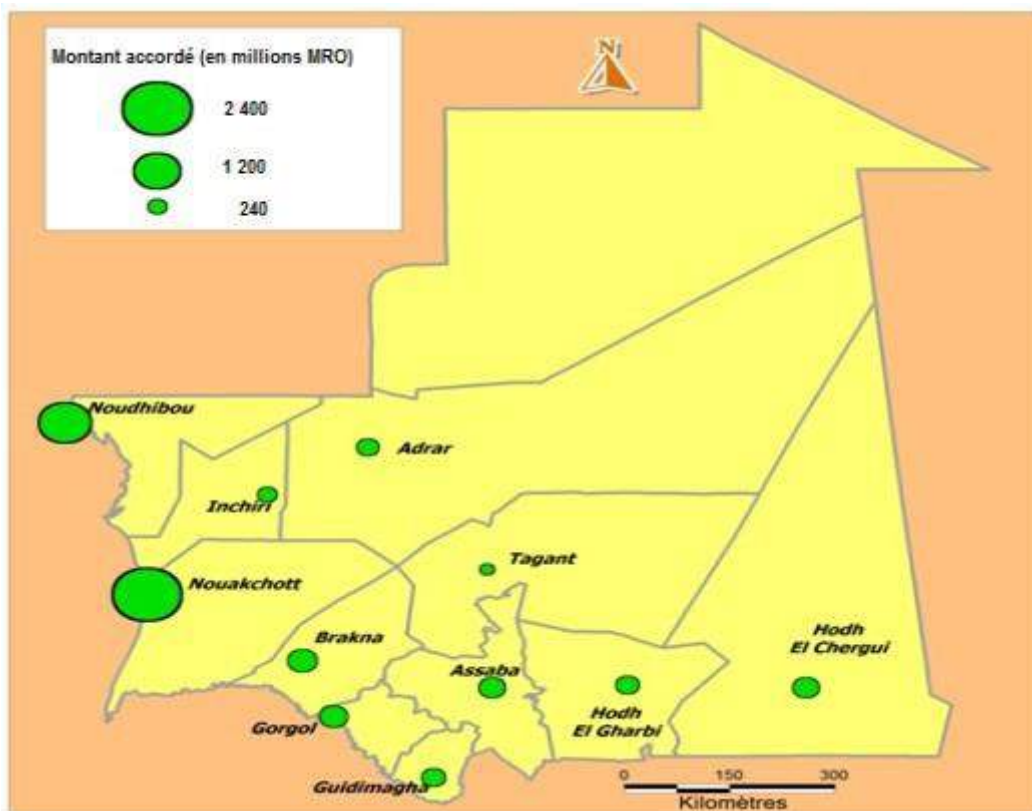 Montant accordé (en millions MRO)
2 400
1 200
240
N
Noudhibou
Adrar
Inchiri
Tagant
Nouakchott
Brakna
Hodh
El Chergui
Assaba
Gorgol
Hodh
El Gharbi
Guidimagha
0 150 300
Kilomètres